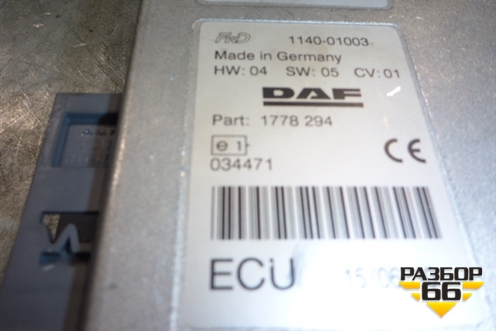 1140-01003
Made in Germany
HW: 04 SW: 05 CV: 01
DAF
Part: 1778 294
e 1
034471
CE
ECU
РАЗБОР
66